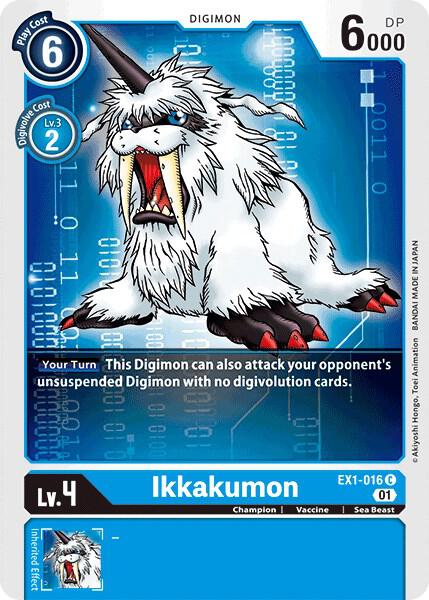 Play Cost
6
DIGIMON
DP
6000
Digivolve Cost
Lv.3
2
Your Turn This Digimon can also attack your opponent's
unsuspended Digimon with no digivolution cards.
© Akiyoshi Hongo, Toei Animation BANDAI MADE IN JAPAN
Lv.4
Ikkakumon
EX1-016 C
01
Champion | Vaccine | Sea Beast
Inherited Effect
-